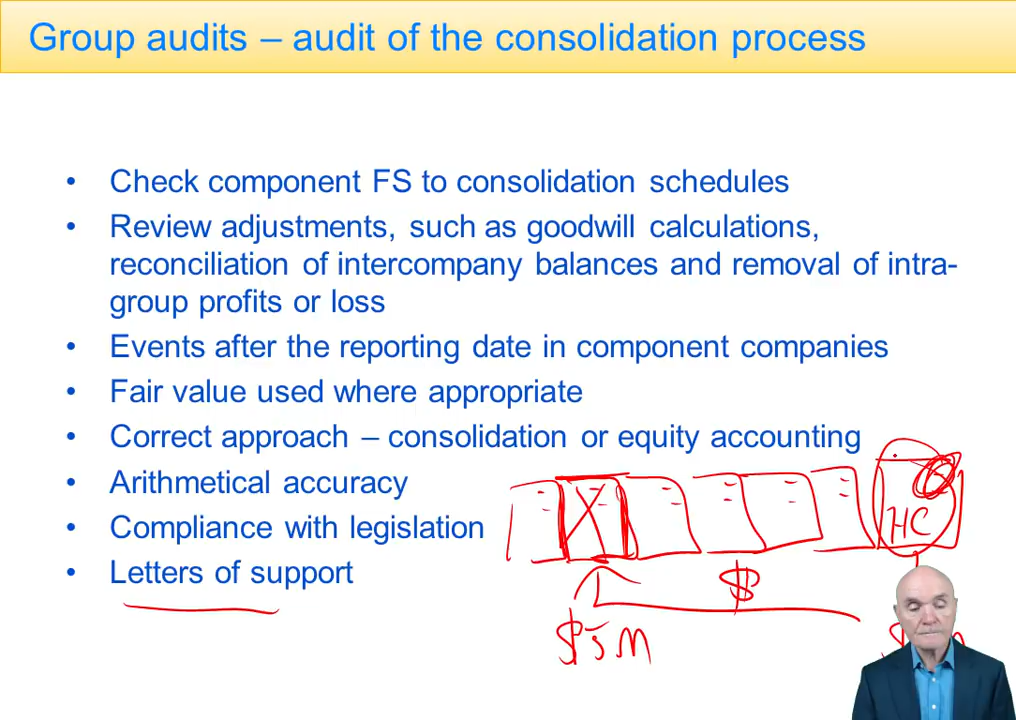 Group audits – audit of the consolidation process
• Check component FS to consolidation schedules
• Review adjustments, such as goodwill calculations,
reconciliation of intercompany balances and removal of intra-
group profits or loss
• Events after the reporting date in component companies
• Fair value used where appropriate
• Correct approach – consolidation or equity accounting
• Arithmetical accuracy
• Compliance with legislation
• Letters of support
HC
$
$5M